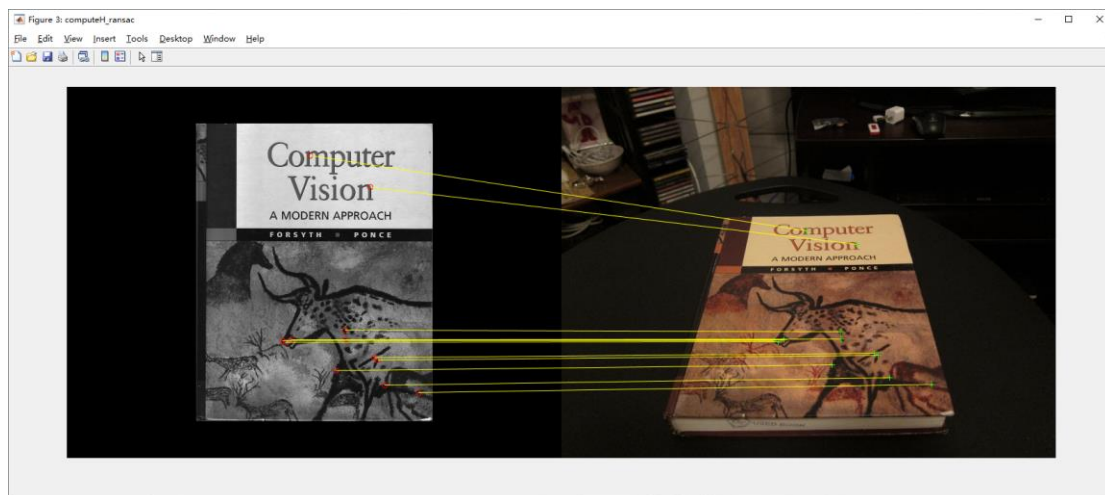 Figure 3: computeH_ransac
File Edit View Insert Tools Desktop Window Help
Computer
Vision
A MODERN APPROACH
FORSYTH PONCE
Computer
Vision
A MODERN APPROACH
FORSYTH PONCE